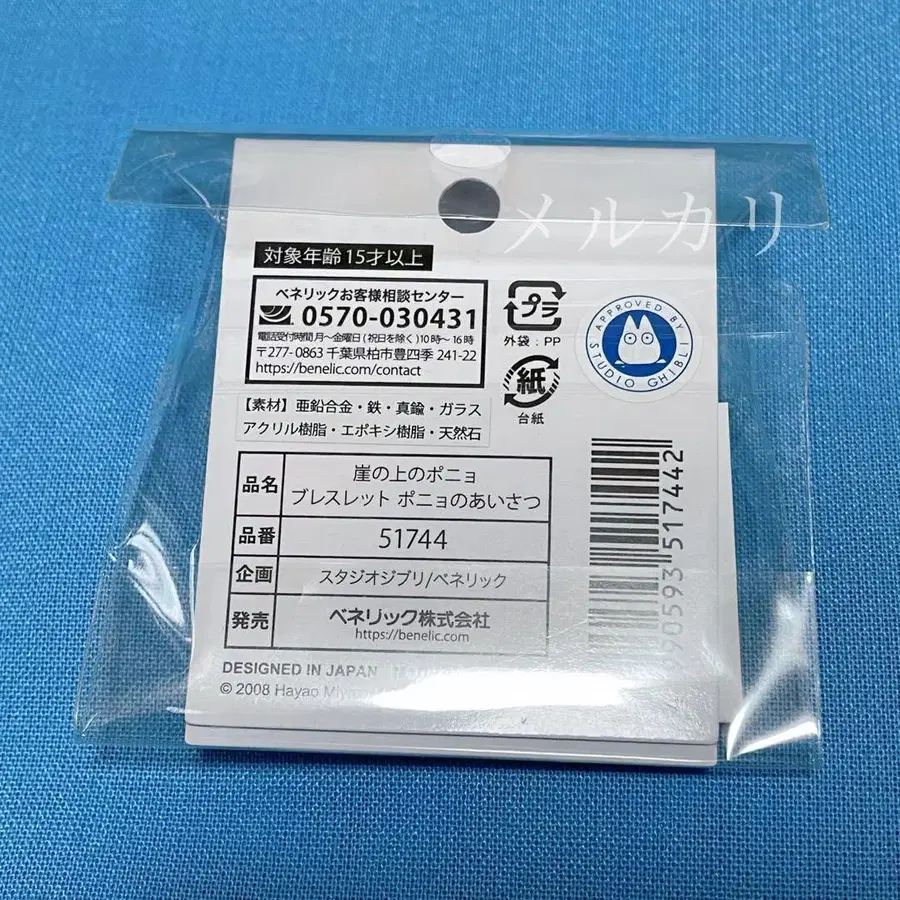 メルカリ
対象年齢 15才以上
ベネリックお客様相談センター
0570-030431
電話受付時間 月〜金曜日 (祝日を除く) 10時〜16時
〒277-0863 千葉県柏市豊四季 241-22
https://benelic.com/contact
プラ
外袋：PP
紙
台紙
APPROVED BY
STUDIO GHIBLI
【素材】亜鉛合金・鉄・真鍮・ガラス
アクリル樹脂・エポキシ樹脂・天然石
品名 崖の上のポニョ
ブレスレット ポニョのあいさつ
品番 51744
企画 スタジオジブリ/ベネリック
発売 ベネリック株式会社
https://benelic.com
90593 517442
DESIGNED IN JAPAN
© 2008 Hayao